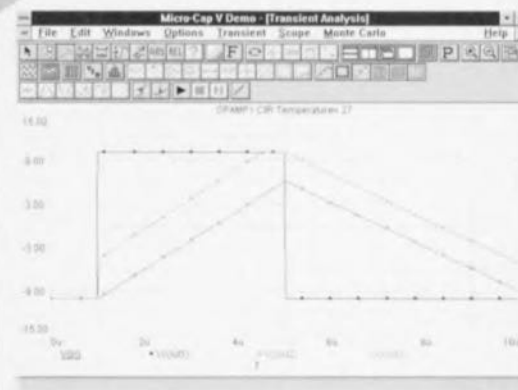 Micro-Cap V Demo - [Transient Analysis]
File Edit Windows Options Transient Scope Monte Carlo Help
F P
OPAMP1.CIR Temperature= 27
15.00
9.00
3.00
-3.00
-9.00
-15.00
0u 2u 4u 6u 8u 10u
T